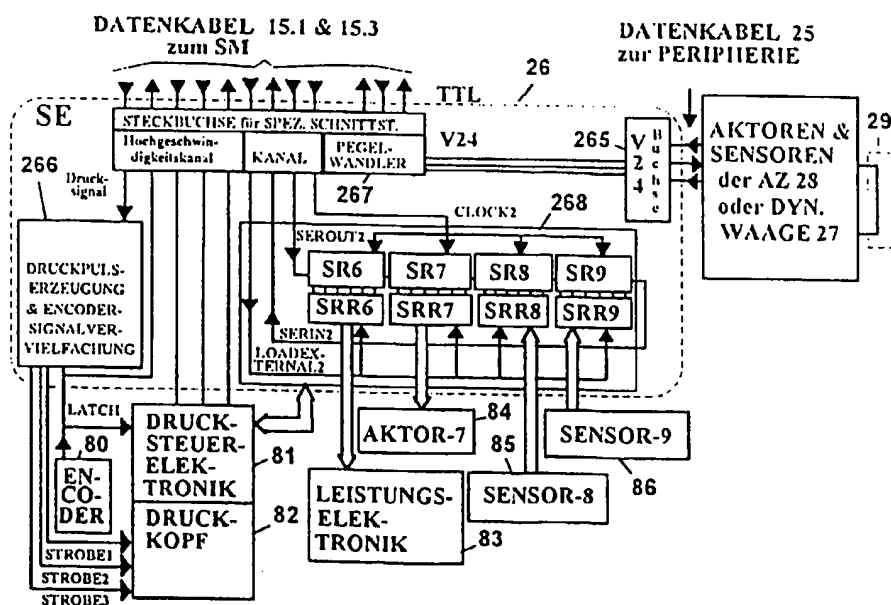 DATENKABEL 15.1 & 15.3
zum SM
DATENKABEL 25
zur PERIPHERIE
26
TTL
SE
STECKBUCHSE für SPEZ. SCHNITTST.
Hochgeschwin-
digkeitskanal
KANAL
PEGEL-
WANDLER
V24
265
V24
Buchse
AKTOREN &
SENSOREN
der AZ 28
oder DYN.
WAAGE 27
29
266
Druck-
signal
267
CLOCK2
268
SEROUT2
DRUCKPULS-
ERZEUGUNG
& ENCODER-
SIGNALVER-
VIELFACHUNG
SR6
SR7
SR8
SR9
SRR6
SRR7
SRR8
SRR9
SERIN2
LOADEX-
TERNAL2
LATCH
80
EN-
CO-
DER
DRUCK-
STEUER-
ELEK-
TRONIK
81
DRUCK-
KOPF
82
AKTOR-7
84
LEISTUNGS-
ELEK-
TRONIK
83
85
SENSOR-8
SENSOR-9
86
STROBE1
STROBE2
STROBE3